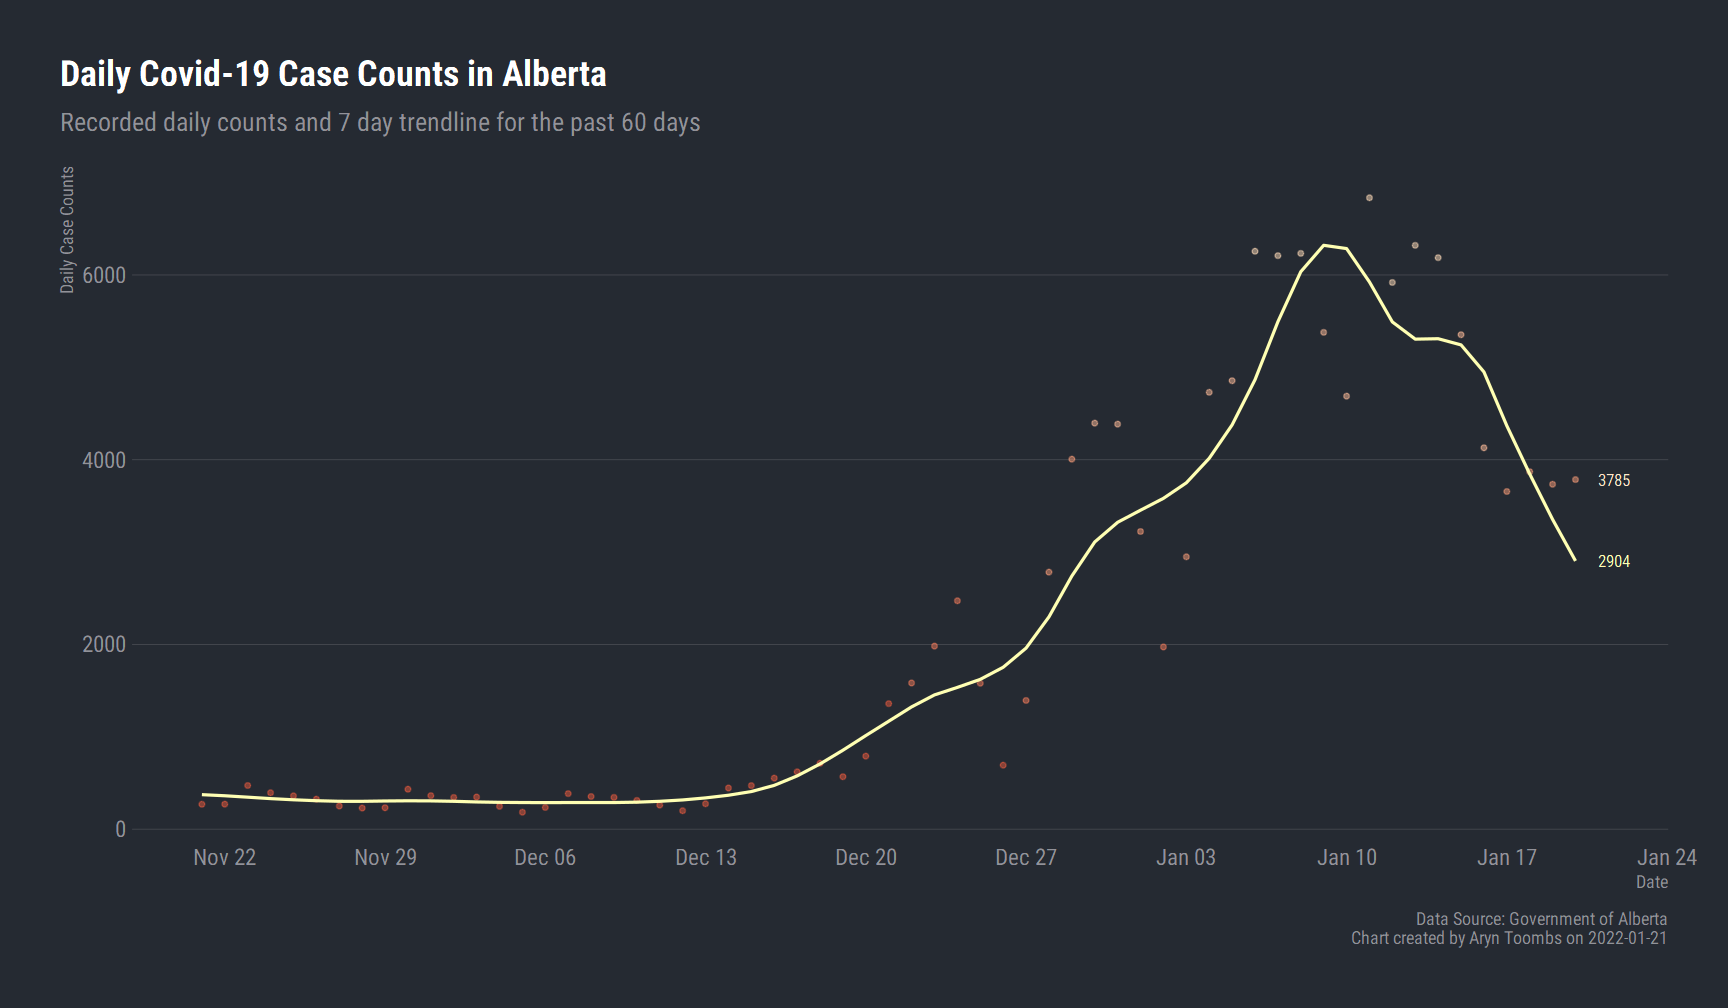 Daily Covid-19 Case Counts in Alberta
Recorded daily counts and 7 day trendline for the past 60 days
Daily Case Counts
6000
4000
2000
0
3785
2904
Nov 22
Nov 29
Dec 06
Dec 13
Dec 20
Dec 27
Jan 03
Jan 10
Jan 17
Jan 24
Date
Data Source: Government of Alberta
Chart created by Aryn Toombs on 2022-01-21